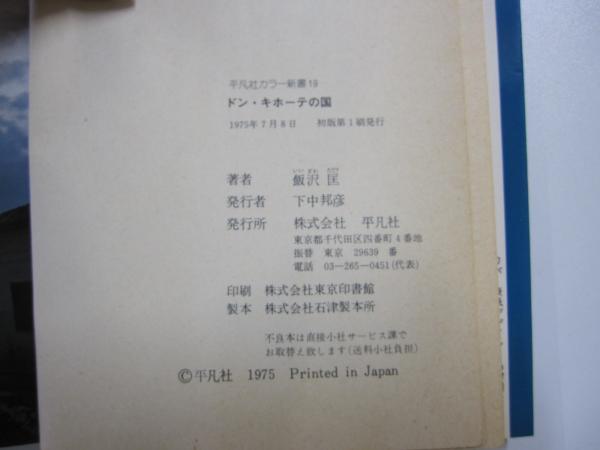 平凡社カラー新書19
ドン・キホーテの国
1975年7月8日 初版第1刷発行
著者 飯沢 匡
発行者 下中邦彦
発行所 株式会社 平凡社
東京都千代田区四番町4番地
振替 東京 29639 番
電話 03-265-0451(代表)
印刷 株式会社東京印書館
製本 株式会社石津製本所
不良本は直接小社サービス課で
お取替え致します(送料小社負担)
©平凡社 1975 Printed in Japan